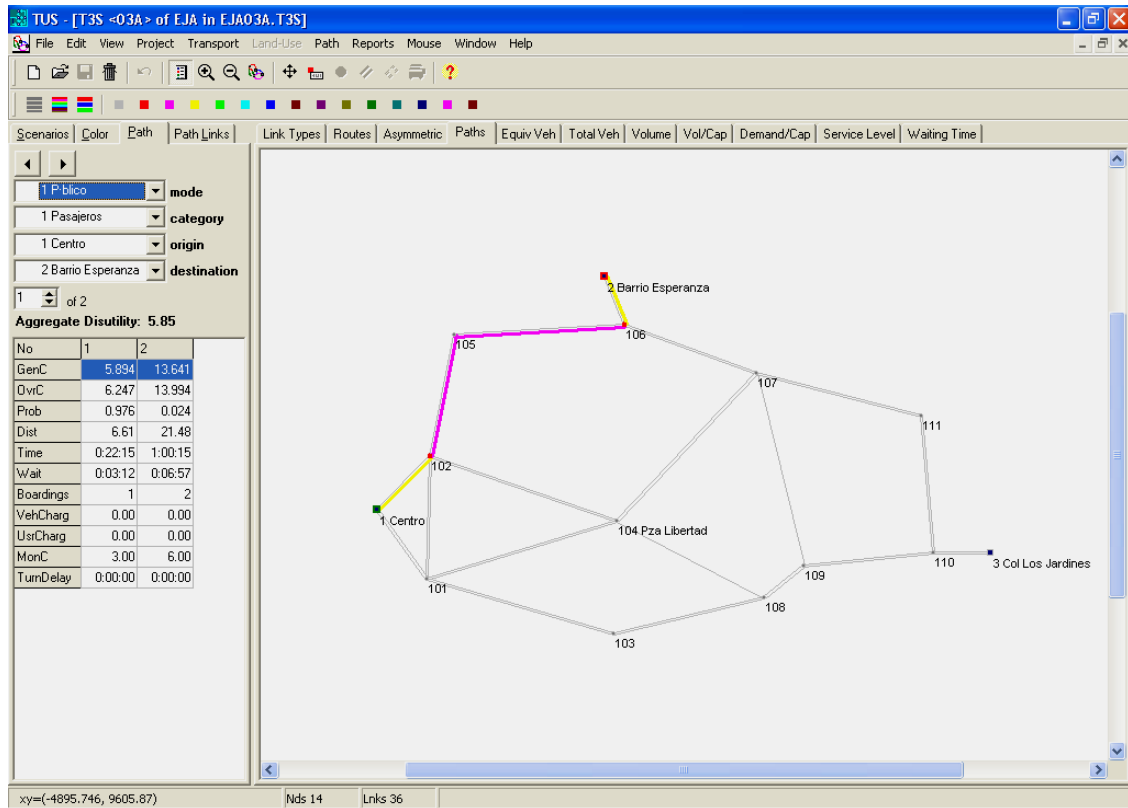 TUS - [T3S <03A> of EJA in EJA03A.T3S]
File Edit View Project Transport Land-Use Path Reports Mouse Window Help
Scenarios Color Path Path Links Link Types Routes Asymmetric Paths Equiv Veh Total Veh Volume Vol/Cap Demand/Cap Service Level Waiting Time
1 P·blico mode
1 Pasajeros category
1 Centro origin
2 Barrio Esperanza destination
1 of 2
Aggregate Disutility: 5.85
No 1 2
GenC 5.894 13.641
OvrC 6.247 13.994
Prob 0.976 0.024
Dist 6.61 21.48
Time 0:22:15 1:00:15
Wait 0:03:12 0:06:57
Boardings 1 2
VehCharg 0.00 0.00
UsrCharg 0.00 0.00
MonC 3.00 6.00
TurnDelay 0:00:00 0:00:00
2 Barrio Esperanza
106
105
107
111
102
1 Centro
104 Pza Libertad
110
3 Col Los Jardines
109
101
108
103
xy=(-4895.746, 9605.87) Nds 14 Lnks 36